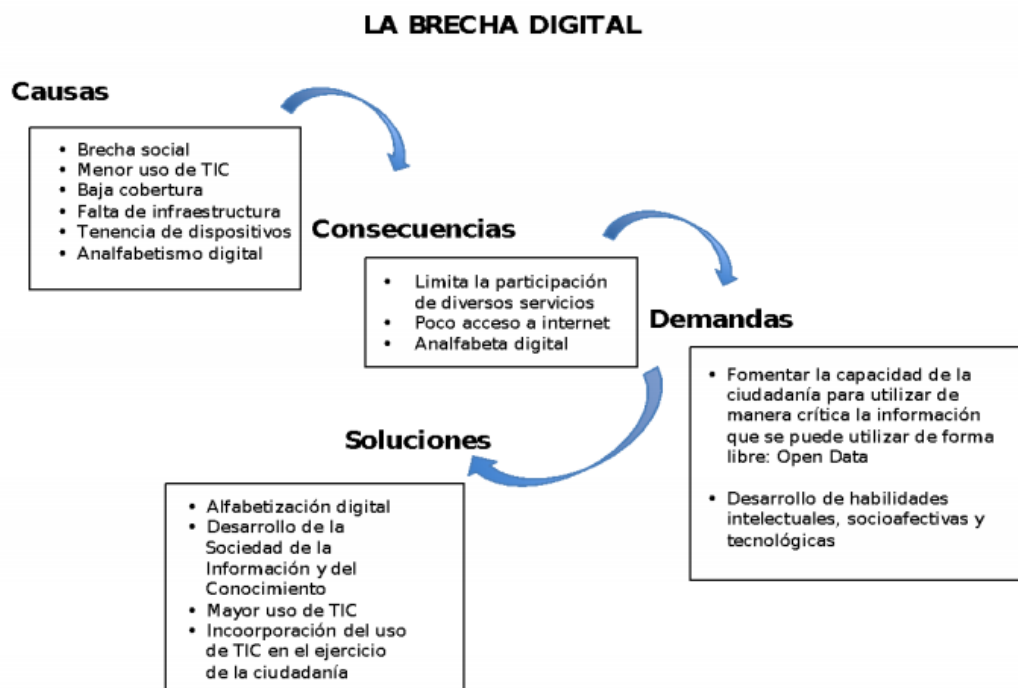 LA BRECHA DIGITAL
Causas
• Brecha social
• Menor uso de TIC
• Baja cobertura
• Falta de infraestructura
• Tenencia de dispositivos
• Analfabetismo digital
Consecuencias
• Limita la participación
de diversos servicios
• Poco acceso a internet
• Analfabeta digital
Demandas
• Fomentar la capacidad de la
ciudadanía para utilizar de
manera crítica la información
que se puede utilizar de forma
libre: Open Data
• Desarrollo de habilidades
intelectuales, socioafectivas y
tecnológicas
Soluciones
• Alfabetización digital
• Desarrollo de la
Sociedad de la
Información y del
Conocimiento
• Mayor uso de TIC
• Incoorporación del uso
de TIC en el ejercicio
de la ciudadanía